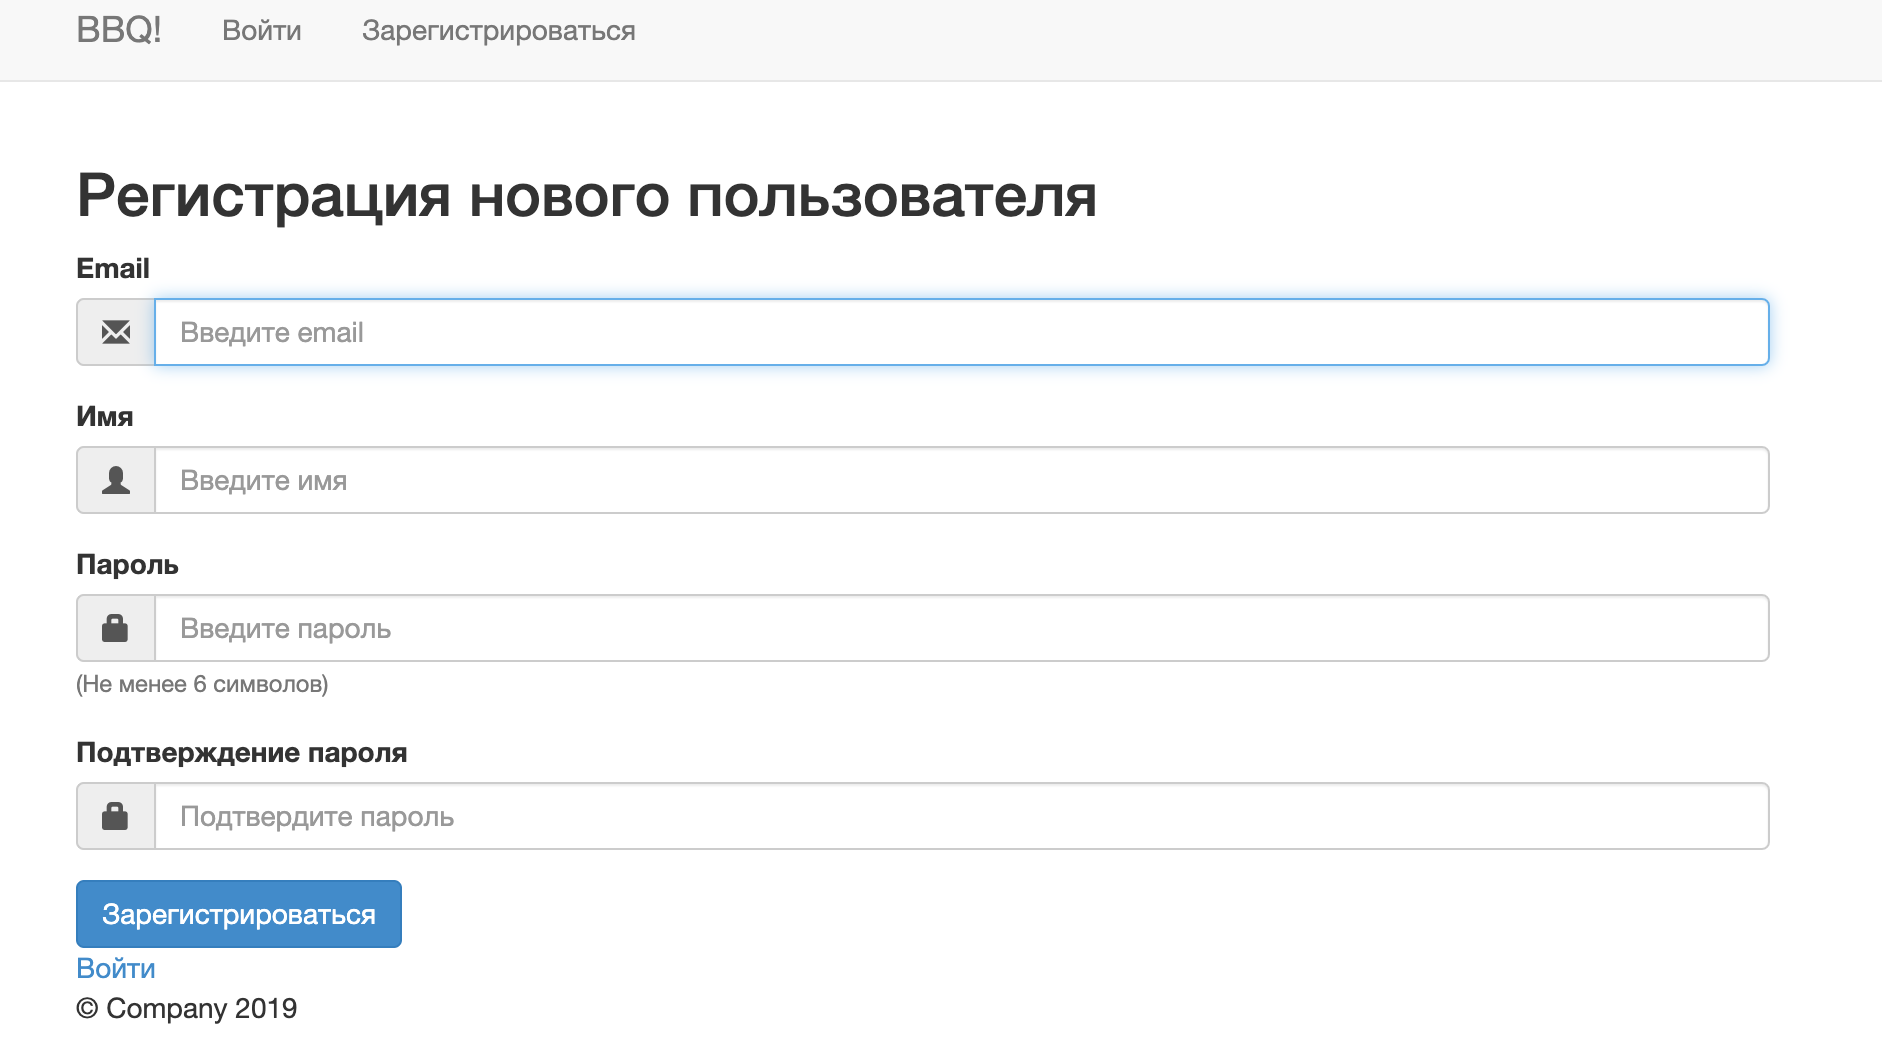 BBQ! Войти Зарегистрироваться
Регистрация нового пользователя
Email
Введите email
Имя
Введите имя
Пароль
Введите пароль
(Не менее 6 символов)
Подтверждение пароля
Подтвердите пароль
Зарегистрироваться
Войти
© Company 2019